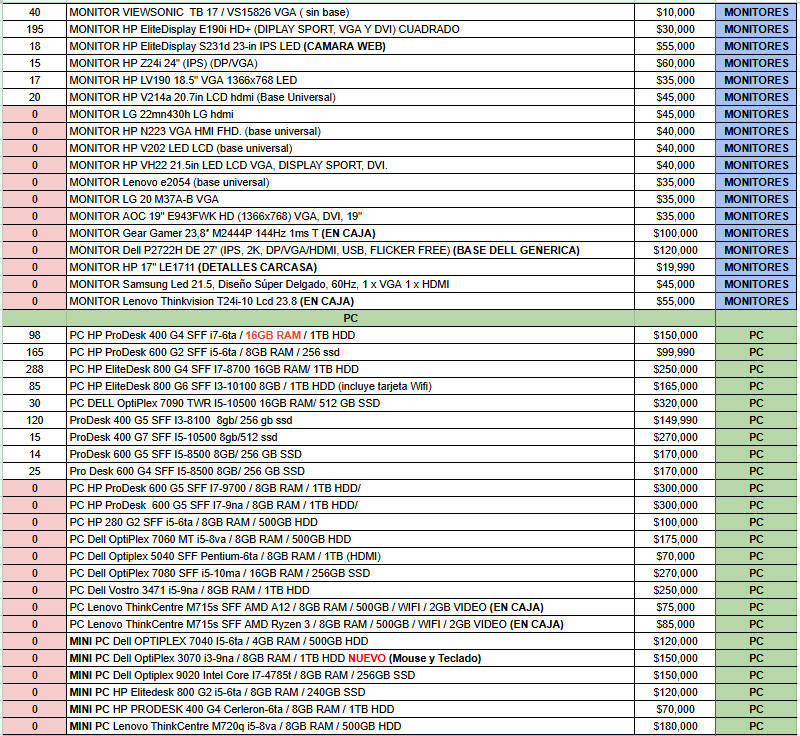 40 MONITOR VIEWSONIC TB 17 / VS15826 VGA ( sin base) $10,000 MONITORES
195 MONITOR HP EliteDisplay E190i HD+ (DIPLAY SPORT, VGA Y DVI) CUADRADO $30,000 MONITORES
18 MONITOR HP EliteDisplay S231d 23-in IPS LED (CAMARA WEB) $55,000 MONITORES
15 MONITOR HP Z24i 24" (IPS) (DP/VGA) $60,000 MONITORES
17 MONITOR HP LV190 18.5" VGA 1366x768 LED $35,000 MONITORES
20 MONITOR HP V214a 20.7in LCD hdmi (Base Universal) $45,000 MONITORES
0 MONITOR LG 22mn430h LG hdmi $45,000 MONITORES
0 MONITOR HP N223 VGA HMI FHD. (base universal) $40,000 MONITORES
0 MONITOR HP V202 LED LCD (base universal) $40,000 MONITORES
0 MONITOR HP VH22 21.5in LED LCD VGA, DISPLAY SPORT, DVI. $40,000 MONITORES
0 MONITOR Lenovo e2054 (base universal) $35,000 MONITORES
0 MONITOR LG 20 M37A-B VGA $35,000 MONITORES
0 MONITOR AOC 19" E943FWK HD (1366x768) VGA, DVI, 19" $35,000 MONITORES
0 MONITOR Gear Gamer 23,8" M2444P 144Hz 1ms T (EN CAJA) $100,000 MONITORES
0 MONITOR Dell P2722H DE 27' (IPS, 2K, DP/VGA/HDMI, USB, FLICKER FREE) (BASE DELL GENERICA) $120,000 MONITORES
0 MONITOR HP 17" LE1711 (DETALLES CARCASA) $19,990 MONITORES
0 MONITOR Samsung Led 21.5, Diseño Súper Delgado, 60Hz, 1 x VGA 1 x HDMI $45,000 MONITORES
0 MONITOR Lenovo Thinkvision T24i-10 Lcd 23.8 (EN CAJA) $55,000 MONITORES
PC
98 PC HP ProDesk 400 G4 SFF i7-6ta / 16GB RAM / 1TB HDD $150,000 PC
165 PC HP ProDesk 600 G2 SFF i5-6ta / 8GB RAM / 256 ssd $99,990 PC
288 PC HP EliteDesk 800 G4 SFF I7-8700 16GB RAM/ 1TB HDD $250,000 PC
85 PC HP EliteDesk 800 G6 SFF I3-10100 8GB / 1TB HDD (incluye tarjeta Wifi) $165,000 PC
30 PC DELL OptiPlex 7090 TWR I5-10500 16GB RAM/ 512 GB SSD $320,000 PC
120 ProDesk 400 G5 SFF I3-8100 8gb/ 256 gb ssd $149,990 PC
15 ProDesk 400 G7 SFF I5-10500 8gb/512 ssd $270,000 PC
14 ProDesk 600 G5 SFF I5-8500 8GB/ 256 GB SSD $170,000 PC
25 Pro Desk 600 G4 SFF I5-8500 8GB/ 256 GB SSD $170,000 PC
0 PC HP ProDesk 600 G5 SFF I7-9700 / 8GB RAM / 1TB HDD/ $300,000 PC
0 PC HP ProDesk 600 G5 SFF I7-9na / 8GB RAM / 1TB HDD/ $300,000 PC
0 PC HP 280 G2 SFF i5-6ta / 8GB RAM / 500GB HDD $100,000 PC
0 PC Dell OptiPlex 7060 MT i5-8va / 8GB RAM / 500GB HDD $175,000 PC
0 PC Dell Optiplex 5040 SFF Pentium-6ta / 8GB RAM / 1TB (HDMI) $70,000 PC
0 PC Dell OptiPlex 7080 SFF i5-10ma / 16GB RAM / 256GB SSD $270,000 PC
0 PC Dell Vostro 3471 i5-9na / 8GB RAM / 1TB HDD $250,000 PC
0 PC Lenovo ThinkCentre M715s SFF AMD A12 / 8GB RAM / 500GB / WIFI / 2GB VIDEO (EN CAJA) $75,000 PC
0 PC Lenovo ThinkCentre M715s SFF AMD Ryzen 3 / 8GB RAM / 500GB / WIFI / 2GB VIDEO (EN CAJA) $85,000 PC
0 MINI PC Dell OPTIPLEX 7040 I5-6ta / 4GB RAM / 500GB HDD $120,000 PC
0 MINI PC Dell OptiPlex 3070 i3-9na / 8GB RAM / 1TB HDD NUEVO (Mouse y Teclado) $150,000 PC
0 MINI PC Dell Optiplex 9020 Intel Core I7-4785t / 8GB RAM / 256GB SSD $150,000 PC
0 MINI PC HP Elitedesk 800 G2 i5-6ta / 8GB RAM / 240GB SSD $120,000 PC
0 MINI PC HP PRODESK 400 G4 Cerleron-6ta / 8GB RAM / 1TB HDD $70,000 PC
0 MINI PC Lenovo ThinkCentre M720q i5-8va / 8GB RAM / 500GB HDD $180,000 PC